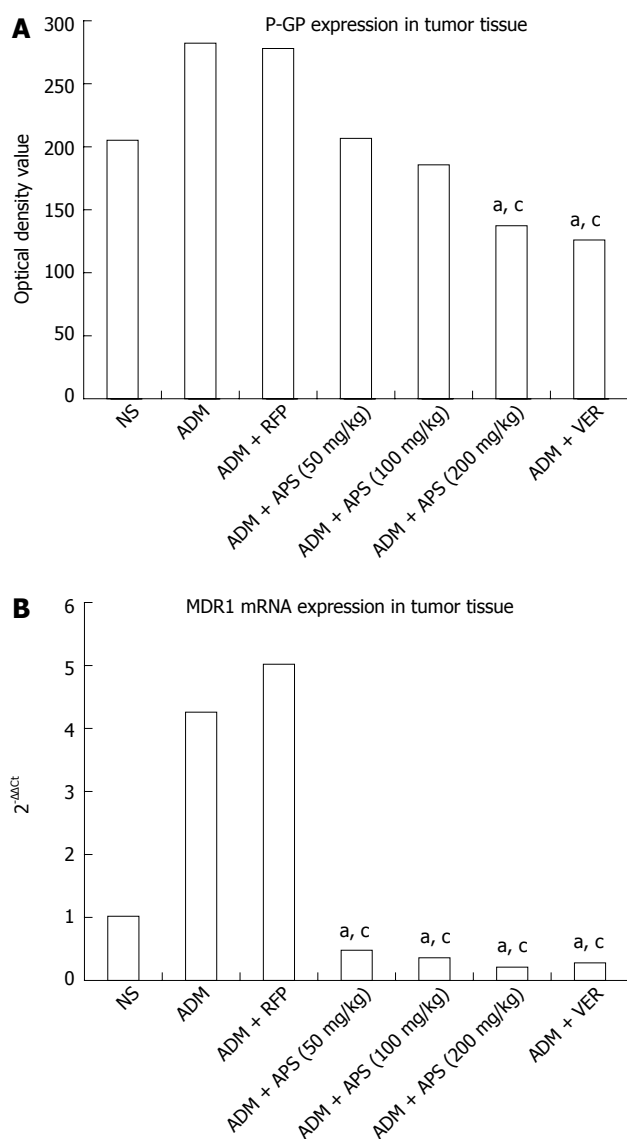 A
P-GP expression in tumor tissue
300
250
200
150
100
50
0
Optical density value
a, c
a, c
NS
ADM
ADM + RFP
ADM + APS (50 mg/kg)
ADM + APS (100 mg/kg)
ADM + APS (200 mg/kg)
ADM + VER
B
MDR1 mRNA expression in tumor tissue
6
5
4
3
2
1
0
2^-ΔΔCt
a, c
a, c
a, c
a, c
NS
ADM
ADM + RFP
ADM + APS (50 mg/kg)
ADM + APS (100 mg/kg)
ADM + APS (200 mg/kg)
ADM + VER